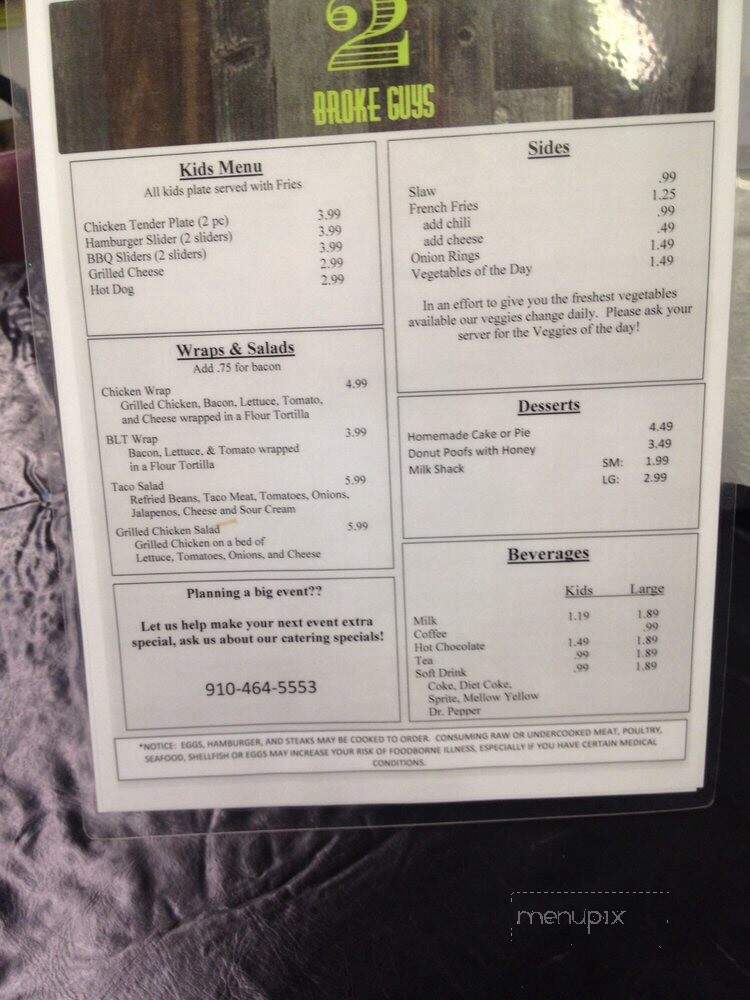 2
BROKE GUYS
Kids Menu
All kids plate served with Fries
Chicken Tender Plate (2 pc) 3.99
Hamburger Slider (2 sliders) 3.99
BBQ Sliders (2 sliders) 3.99
Grilled Cheese 2.99
Hot Dog 2.99
Wraps & Salads
Add .75 for bacon
Chicken Wrap 4.99
Grilled Chicken, Bacon, Lettuce, Tomato,
and Cheese wrapped in a Flour Tortilla
BLT Wrap 3.99
Bacon, Lettuce, & Tomato wrapped
in a Flour Tortilla
Taco Salad 5.99
Refried Beans, Taco Meat, Tomatoes, Onions,
Jalapenos, Cheese and Sour Cream
Grilled Chicken Salad 5.99
Grilled Chicken on a bed of
Lettuce, Tomatoes, Onions, and Cheese
Planning a big event??
Let us help make your next event extra
special, ask us about our catering specials!
910-464-5553
Sides
Slaw .99
French Fries 1.25
add chili .99
add cheese .49
Onion Rings 1.49
Vegetables of the Day 1.49
In an effort to give you the freshest vegetables
available our veggies change daily. Please ask your
server for the Veggies of the day!
Desserts
Homemade Cake or Pie 4.49
Donut Poofs with Honey 3.49
Milk Shack SM: 1.99
LG: 2.99
Beverages
Kids Large
Milk 1.19 1.89
Coffee .99
Hot Chocolate 1.49 1.89
Tea .99 1.89
Soft Drink .99 1.89
Coke, Diet Coke,
Sprite, Mellow Yellow
Dr. Pepper
*NOTICE: EGGS, HAMBURGER, AND STEAKS MAY BE COOKED TO ORDER. CONSUMING RAW OR UNDERCOOKED MEAT, POULTRY,
SEAFOOD, SHELLFISH OR EGGS MAY INCREASE YOUR RISK OF FOODBORNE ILLNESS, ESPECIALLY IF YOU HAVE CERTAIN MEDICAL
CONDITIONS.
menupix